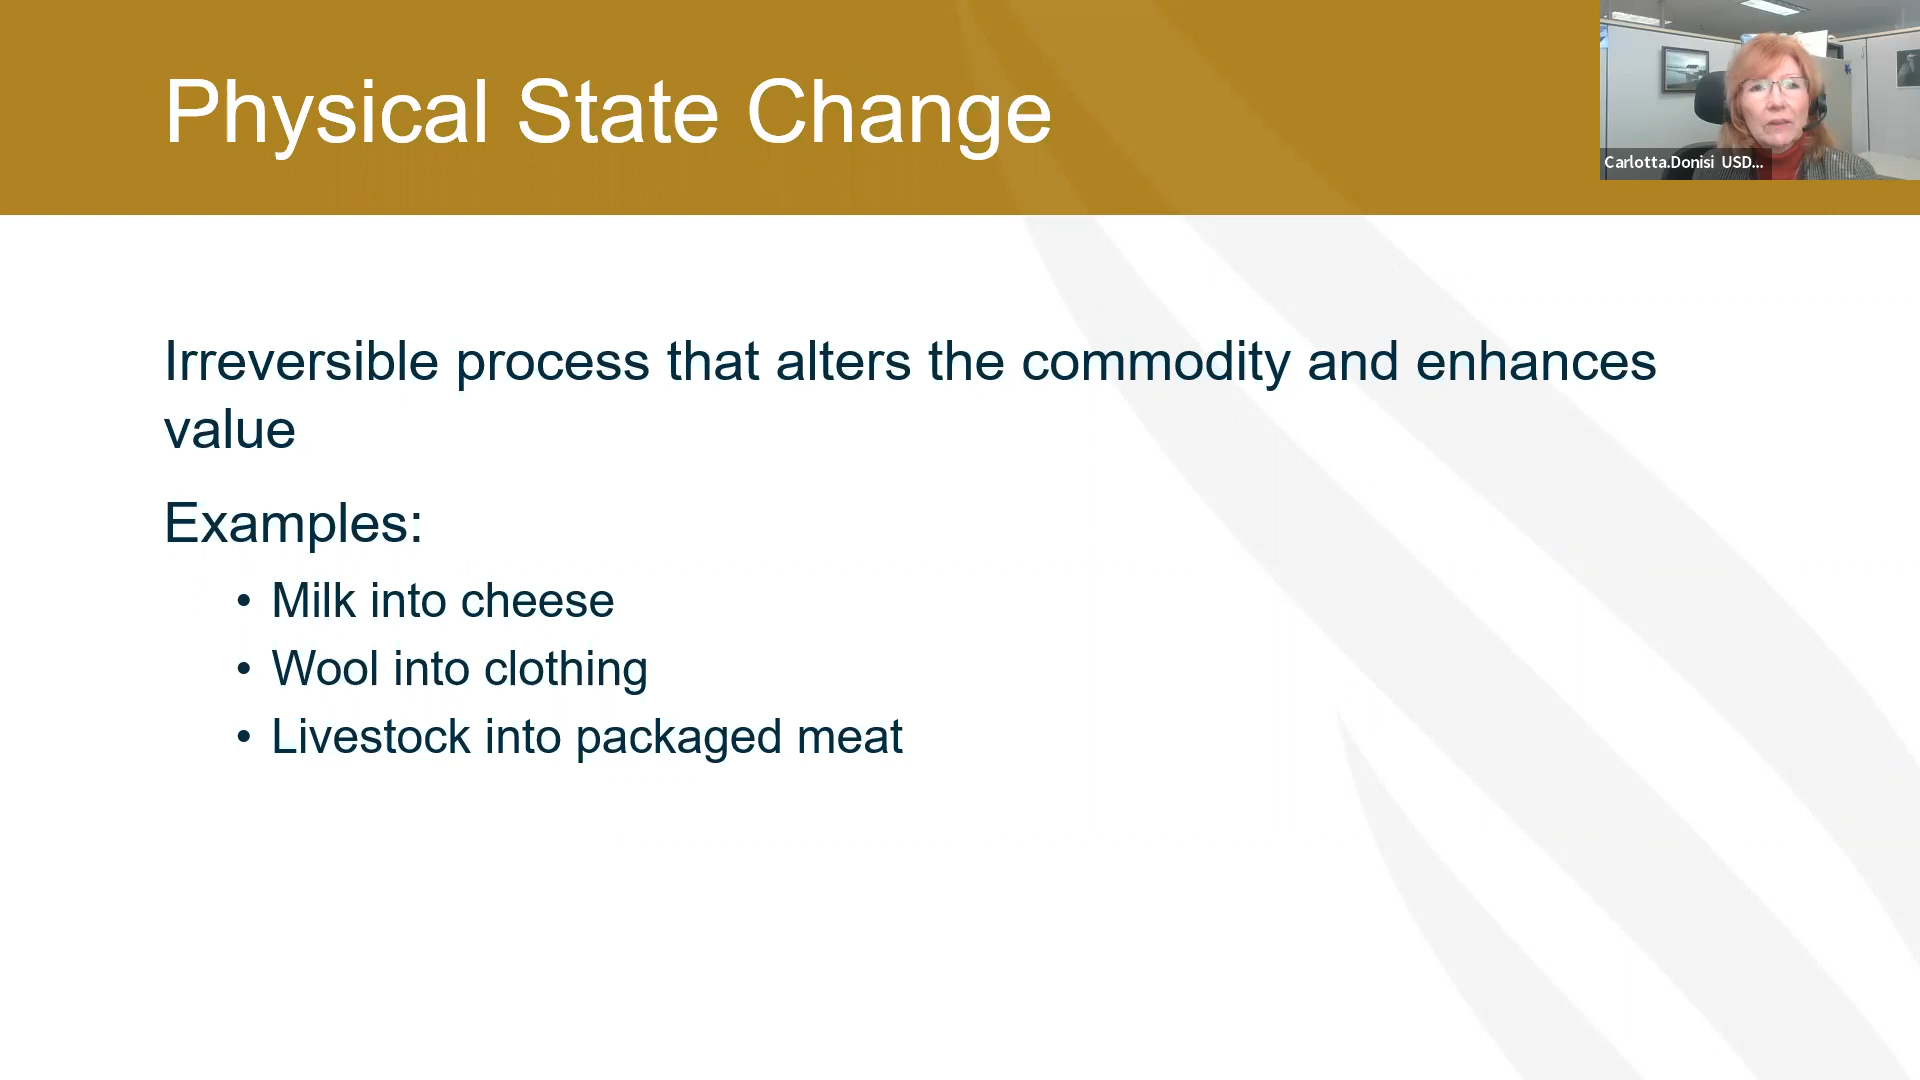 Physical State Change
Carlotta.Donisi USD...
Irreversible process that alters the commodity and enhances
value
Examples:
• Milk into cheese
• Wool into clothing
• Livestock into packaged meat